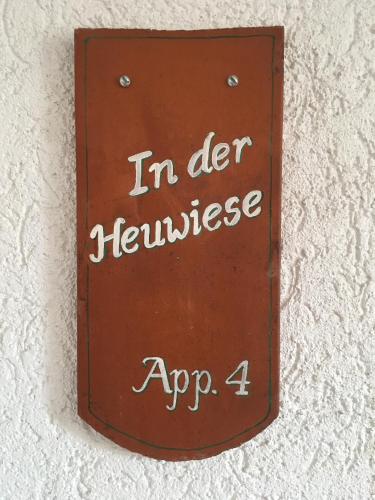 In der
Heuwiese
App. 4